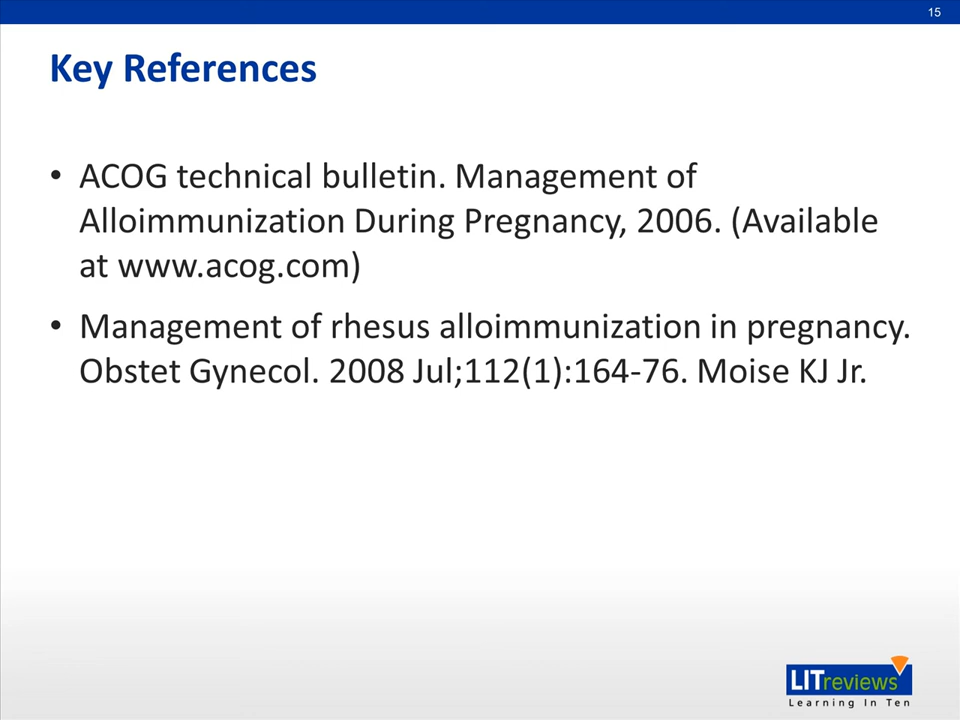 15
Key References
• ACOG technical bulletin. Management of
Alloimmunization During Pregnancy, 2006. (Available
at www.acog.com)
• Management of rhesus alloimmunization in pregnancy.
Obstet Gynecol. 2008 Jul;112(1):164-76. Moise KJ Jr.
LITreviews
Learning In Ten